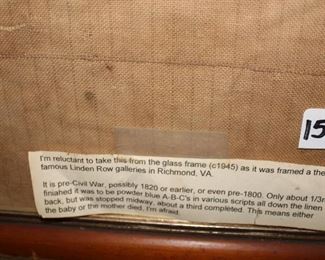 15
I'm reluctant to take this from the glass frame (c1945) as it was framed a the
famous Linden Row galleries in Richmond, VA.
It is pre-Civil War, possibly 1820 or earlier, or even pre-1800. Only about 1/3r
finiahed it was to be powder blue A-B-C's in various scripts all down the linen
back, but was stopped midway, about a third completed. This means either
the baby or the mother died, I'm afraid.